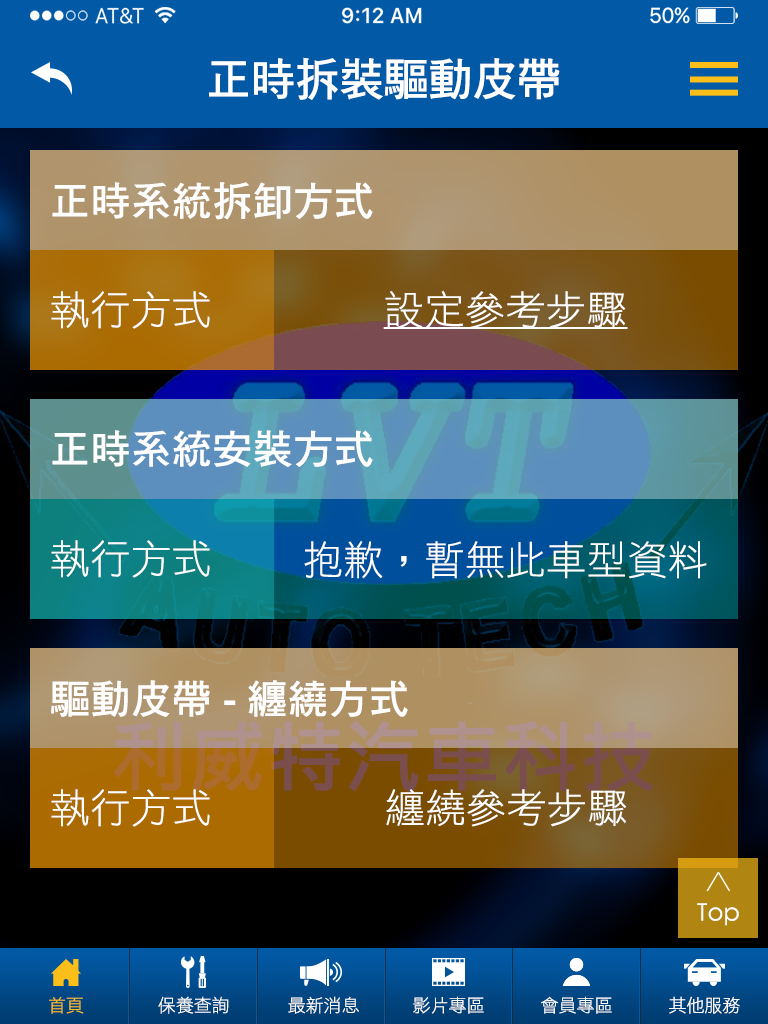 AT&T 9:12 AM 50%
正時拆裝驅動皮帶
正時系統拆卸方式
執行方式 設定參考步驟
LVT
正時系統安裝方式
執行方式 抱歉，暫無此車型資料
AUTO TECH
驅動皮帶 - 纏繞方式
利威特汽車科技
執行方式 纏繞參考步驟
Top
首頁 保養查詢 最新消息 影片專區 會員專區 其他服務